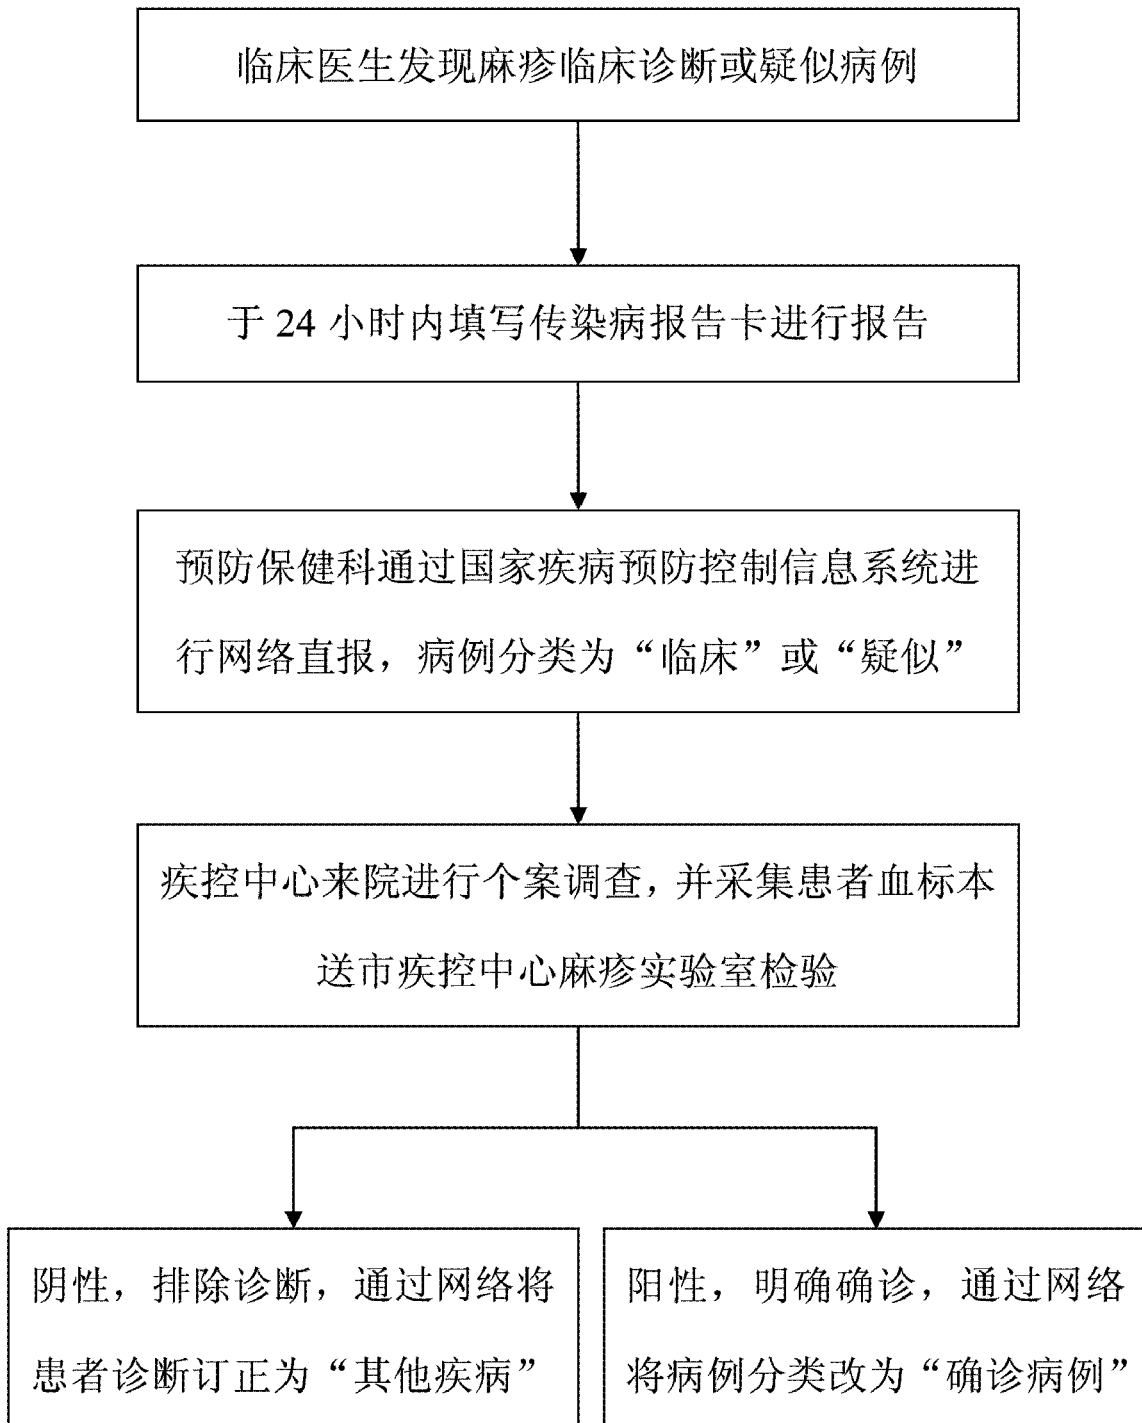 临床医生发现麻疹临床诊断或疑似病例
于 24 小时内填写传染病报告卡进行报告
预防保健科通过国家疾病预防控制信息系统进
行网络直报，病例分类为“临床”或“疑似”
疾控中心来院进行个案调查，并采集患者血标本
送市疾控中心麻疹实验室检验
阴性，排除诊断，通过网络将
患者诊断订正为“其他疾病”
阳性，明确确诊，通过网络
将病例分类改为“确诊病例”